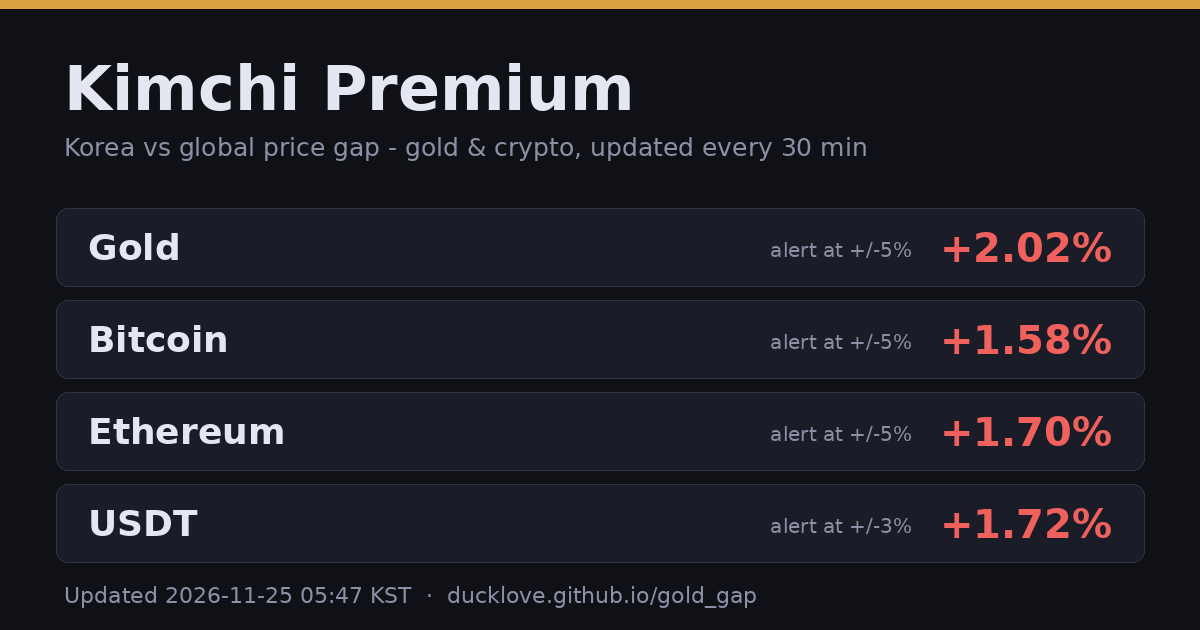 Kimchi Premium
Korea vs global price gap - gold & crypto, updated every 30 min
Gold alert at +/-5% +2.02%
Bitcoin alert at +/-5% +1.58%
Ethereum alert at +/-5% +1.70%
USDT alert at +/-3% +1.72%
Updated 2026-11-25 05:47 KST · ducklove.github.io/gold_gap